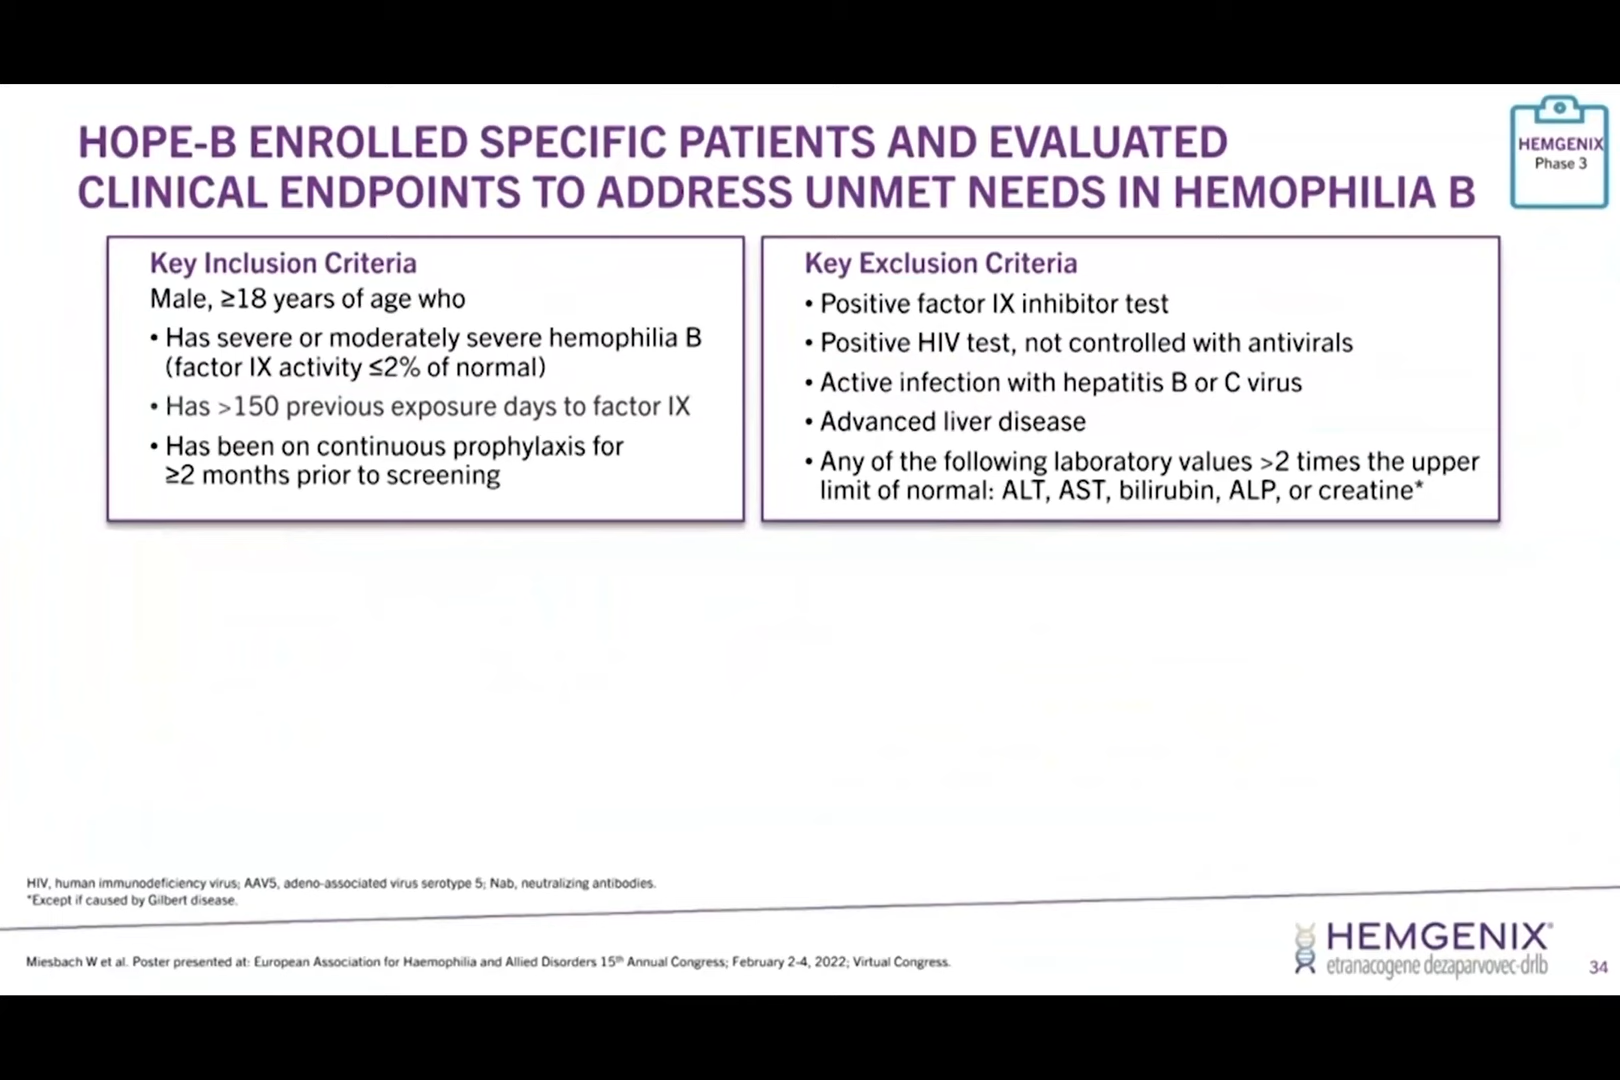 HOPE-B ENROLLED SPECIFIC PATIENTS AND EVALUATED
CLINICAL ENDPOINTS TO ADDRESS UNMET NEEDS IN HEMOPHILIA B
HEMGENIX
Phase 3
Key Inclusion Criteria
Male, ≥18 years of age who
• Has severe or moderately severe hemophilia B
(factor IX activity ≤2% of normal)
• Has >150 previous exposure days to factor IX
• Has been on continuous prophylaxis for
≥2 months prior to screening
Key Exclusion Criteria
• Positive factor IX inhibitor test
• Positive HIV test, not controlled with antivirals
• Active infection with hepatitis B or C virus
• Advanced liver disease
• Any of the following laboratory values >2 times the upper
limit of normal: ALT, AST, bilirubin, ALP, or creatine*
HIV, human immunodeficiency virus; AAV5, adeno-associated virus serotype 5; Nab, neutralizing antibodies.
*Except if caused by Gilbert disease.
Miesbach W et al. Poster presented at: European Association for Haemophilia and Allied Disorders 15th Annual Congress; February 2-4, 2022; Virtual Congress.
HEMGENIX®
etranacogene dezaparvovec-drlb
34